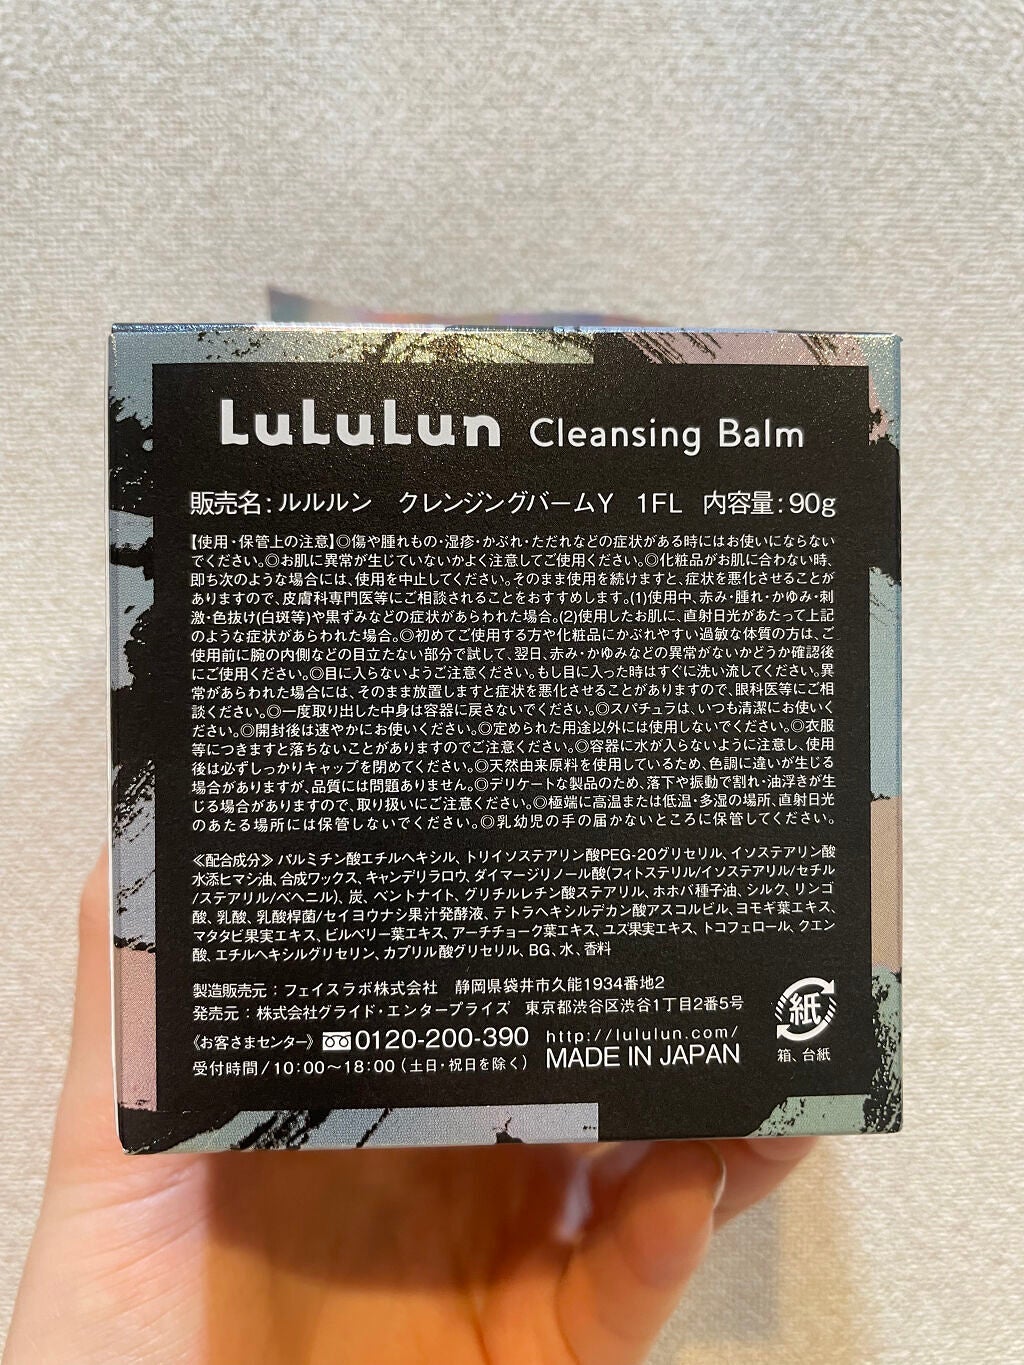 LuLuLun Cleansing Balm
販売名：ルルルン　クレンジングバームY　1FL　内容量：90g
【使用・保管上の注意】◎傷や腫れもの・湿疹・かぶれ・ただれなどの症状がある時にはお使いにならない
でください。◎お肌に異常が生じていないかよく注意してご使用ください。◎化粧品がお肌に合わない時、
即ち次のような場合には、使用を中止してください。そのまま使用を続けますと、症状を悪化させることが
ありますので、皮膚科専門医等にご相談されることをおすすめします。(1)使用中、赤み・腫れ・かゆみ・刺
激・色抜け(白斑等)や黒ずみなどの症状があらわれた場合。(2)使用したお肌に、直射日光があたって上記
のような症状があらわれた場合。◎初めてご使用する方や化粧品にかぶれやすい過敏な体質の方は、ご
使用前に腕の内側などの目立たない部分で試して、翌日、赤み・かゆみなどの異常がないかどうか確認後
にご使用ください。◎目に入らないようご注意ください。もし目に入った時はすぐに洗い流してください。異
常があらわれた場合には、そのまま放置しますと症状を悪化させることがありますので、眼科医等にご相
談ください。◎一度取り出した中身は容器に戻さないでください。◎スパチュラは、いつも清潔にお使いく
ださい。◎開封後は速やかにお使いください。◎定められた用途以外には使用しないでください。◎衣服
等につきますと落ちないことがありますのでご注意ください。◎容器に水が入らないように注意し、使用
後は必ずしっかりキャップを閉めてください。◎天然由来原料を使用しているため、色調に違いが生じる
場合がありますが、品質には問題ありません。◎デリケートな製品のため、落下や振動で割れ・油浮きが生
じる場合がありますので、取り扱いにご注意ください。◎極端に高温または低温・多湿の場所、直射日光
のあたる場所には保管しないでください。◎乳幼児の手の届かないところに保管してください。
≪配合成分≫パルミチン酸エチルヘキシル、トリイソステアリン酸PEG-20グリセリル、イソステアリン酸
水添ヒマシ油、合成ワックス、キャンデリラロウ、ダイマージリノール酸(フィトステリル/イソステアリル/セチル
/ステアリル/ベヘニル)、炭、ベントナイト、グリチルレチン酸ステアリル、ホホバ種子油、シルク、リンゴ
酸、乳酸、乳酸桿菌/セイヨウナシ果汁発酵液、テトラヘキシルデカン酸アスコルビル、ヨモギ葉エキス、
マタタビ果実エキス、ビルベリー葉エキス、アーチチョーク葉エキス、ユズ果実エキス、トコフェロール、クエン
酸、エチルヘキシルグリセリン、カプリル酸グリセリル、BG、水、香料
製造販売元：フェイスラボ株式会社　静岡県袋井市久能1934番地2
発売元：株式会社グライド・エンタープライズ　東京都渋谷区渋谷1丁目2番5号
《お客さまセンター》0120-200-390 http://lululun.com/
受付時間/10:00～18:00（土日・祝日を除く） MADE IN JAPAN
紙
箱、台紙